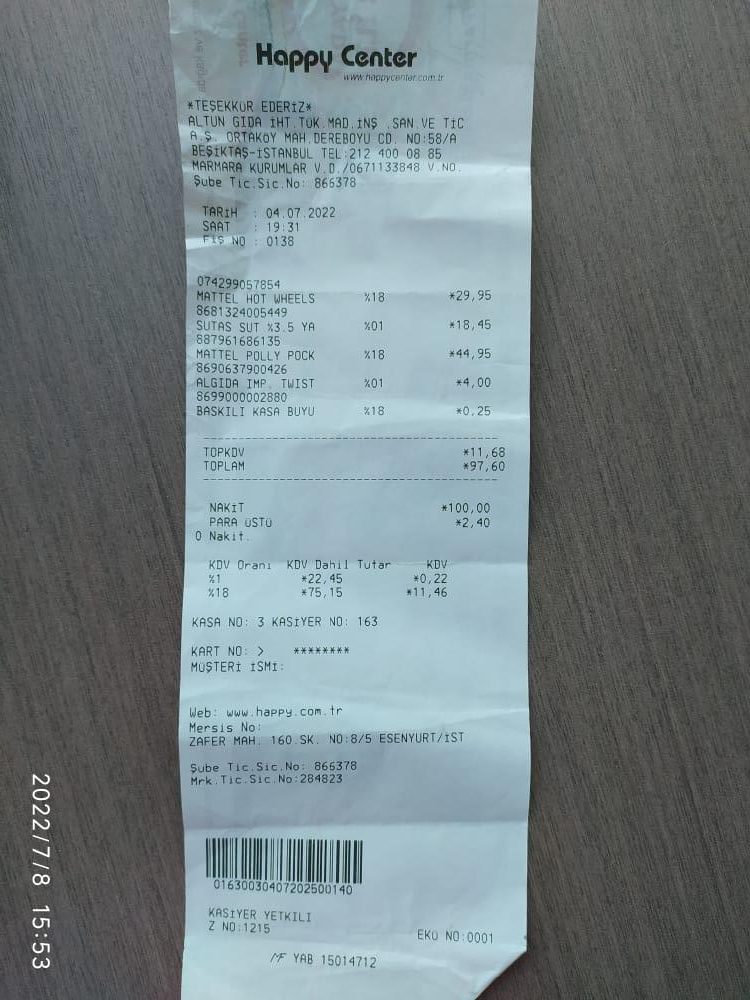 Happy Center
www.happycenter.com.tr
*TEŞEKKÜR EDERİZ*
ALTUN GIDA İHT.TÜK.MAD.İNŞ .SAN VE TİC
A.Ş. ORTAKÖY MAH.DEREBOYU CD. NO:58/A
BEŞİKTAŞ-İSTANBUL TEL:212 400 08 85
MARMARA KURUMLAR V.D./0671133848 V.NO.
Şube Tic.Sic.No: 866378
TARİH : 04.07.2022
SAAT : 19:31
FİŞ NO : 0138
074299057854
MATTEL HOT WHEELS %18 *29,95
8681324005449
SUTAS SUT %3.5 YA %01 *18,45
887961686135
MATTEL POLLY POCK %18 *44,95
8690637900426
ALGIDA IMP. TWIST %01 *4,00
8699000002880
BASKILI KASA BUYU %18 *0,25
TOPKDV *11,68
TOPLAM *97,60
NAKİT *100,00
PARA ÜSTÜ *2,40
0 Nakit.
KDV Oranı KDV Dahil Tutar KDV
%1 *22,45 *0,22
%18 *75,15 *11,46
KASA NO: 3 KASİYER NO: 163
KART NO: > ********
MÜŞTERİ İSMİ:
Web: www.happy.com.tr
Mersis No:
ZAFER MAH. 160.SK. NO:8/5 ESENYURT/İST
Şube Tic.Sic.No: 866378
Mrk.Tic.Sic.No:284823
01630030407202500140
KASİYER YETKİLİ
Z NO:1215
EKÜ NO:0001
MF YAB 15014712
2022/7/8 15:53